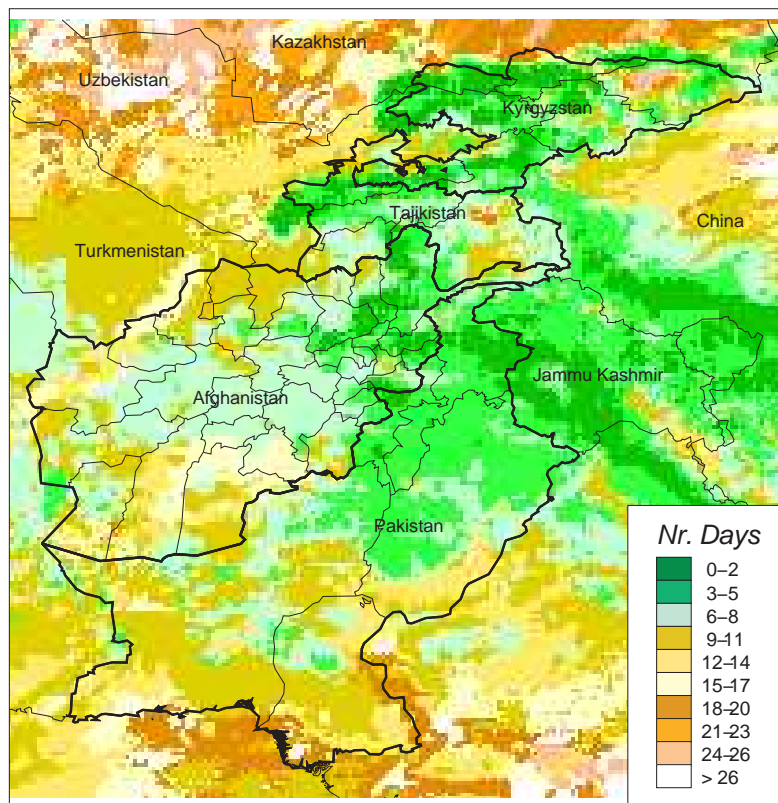 Kazakhstan
Uzbekistan
Kyrgyzstan
Tajikistan
China
Turkmenistan
Jammu Kashmir
Afghanistan
Pakistan
Nr. Days
0–2
3–5
6–8
9–11
12–14
15–17
18–20
21–23
24–26
> 26